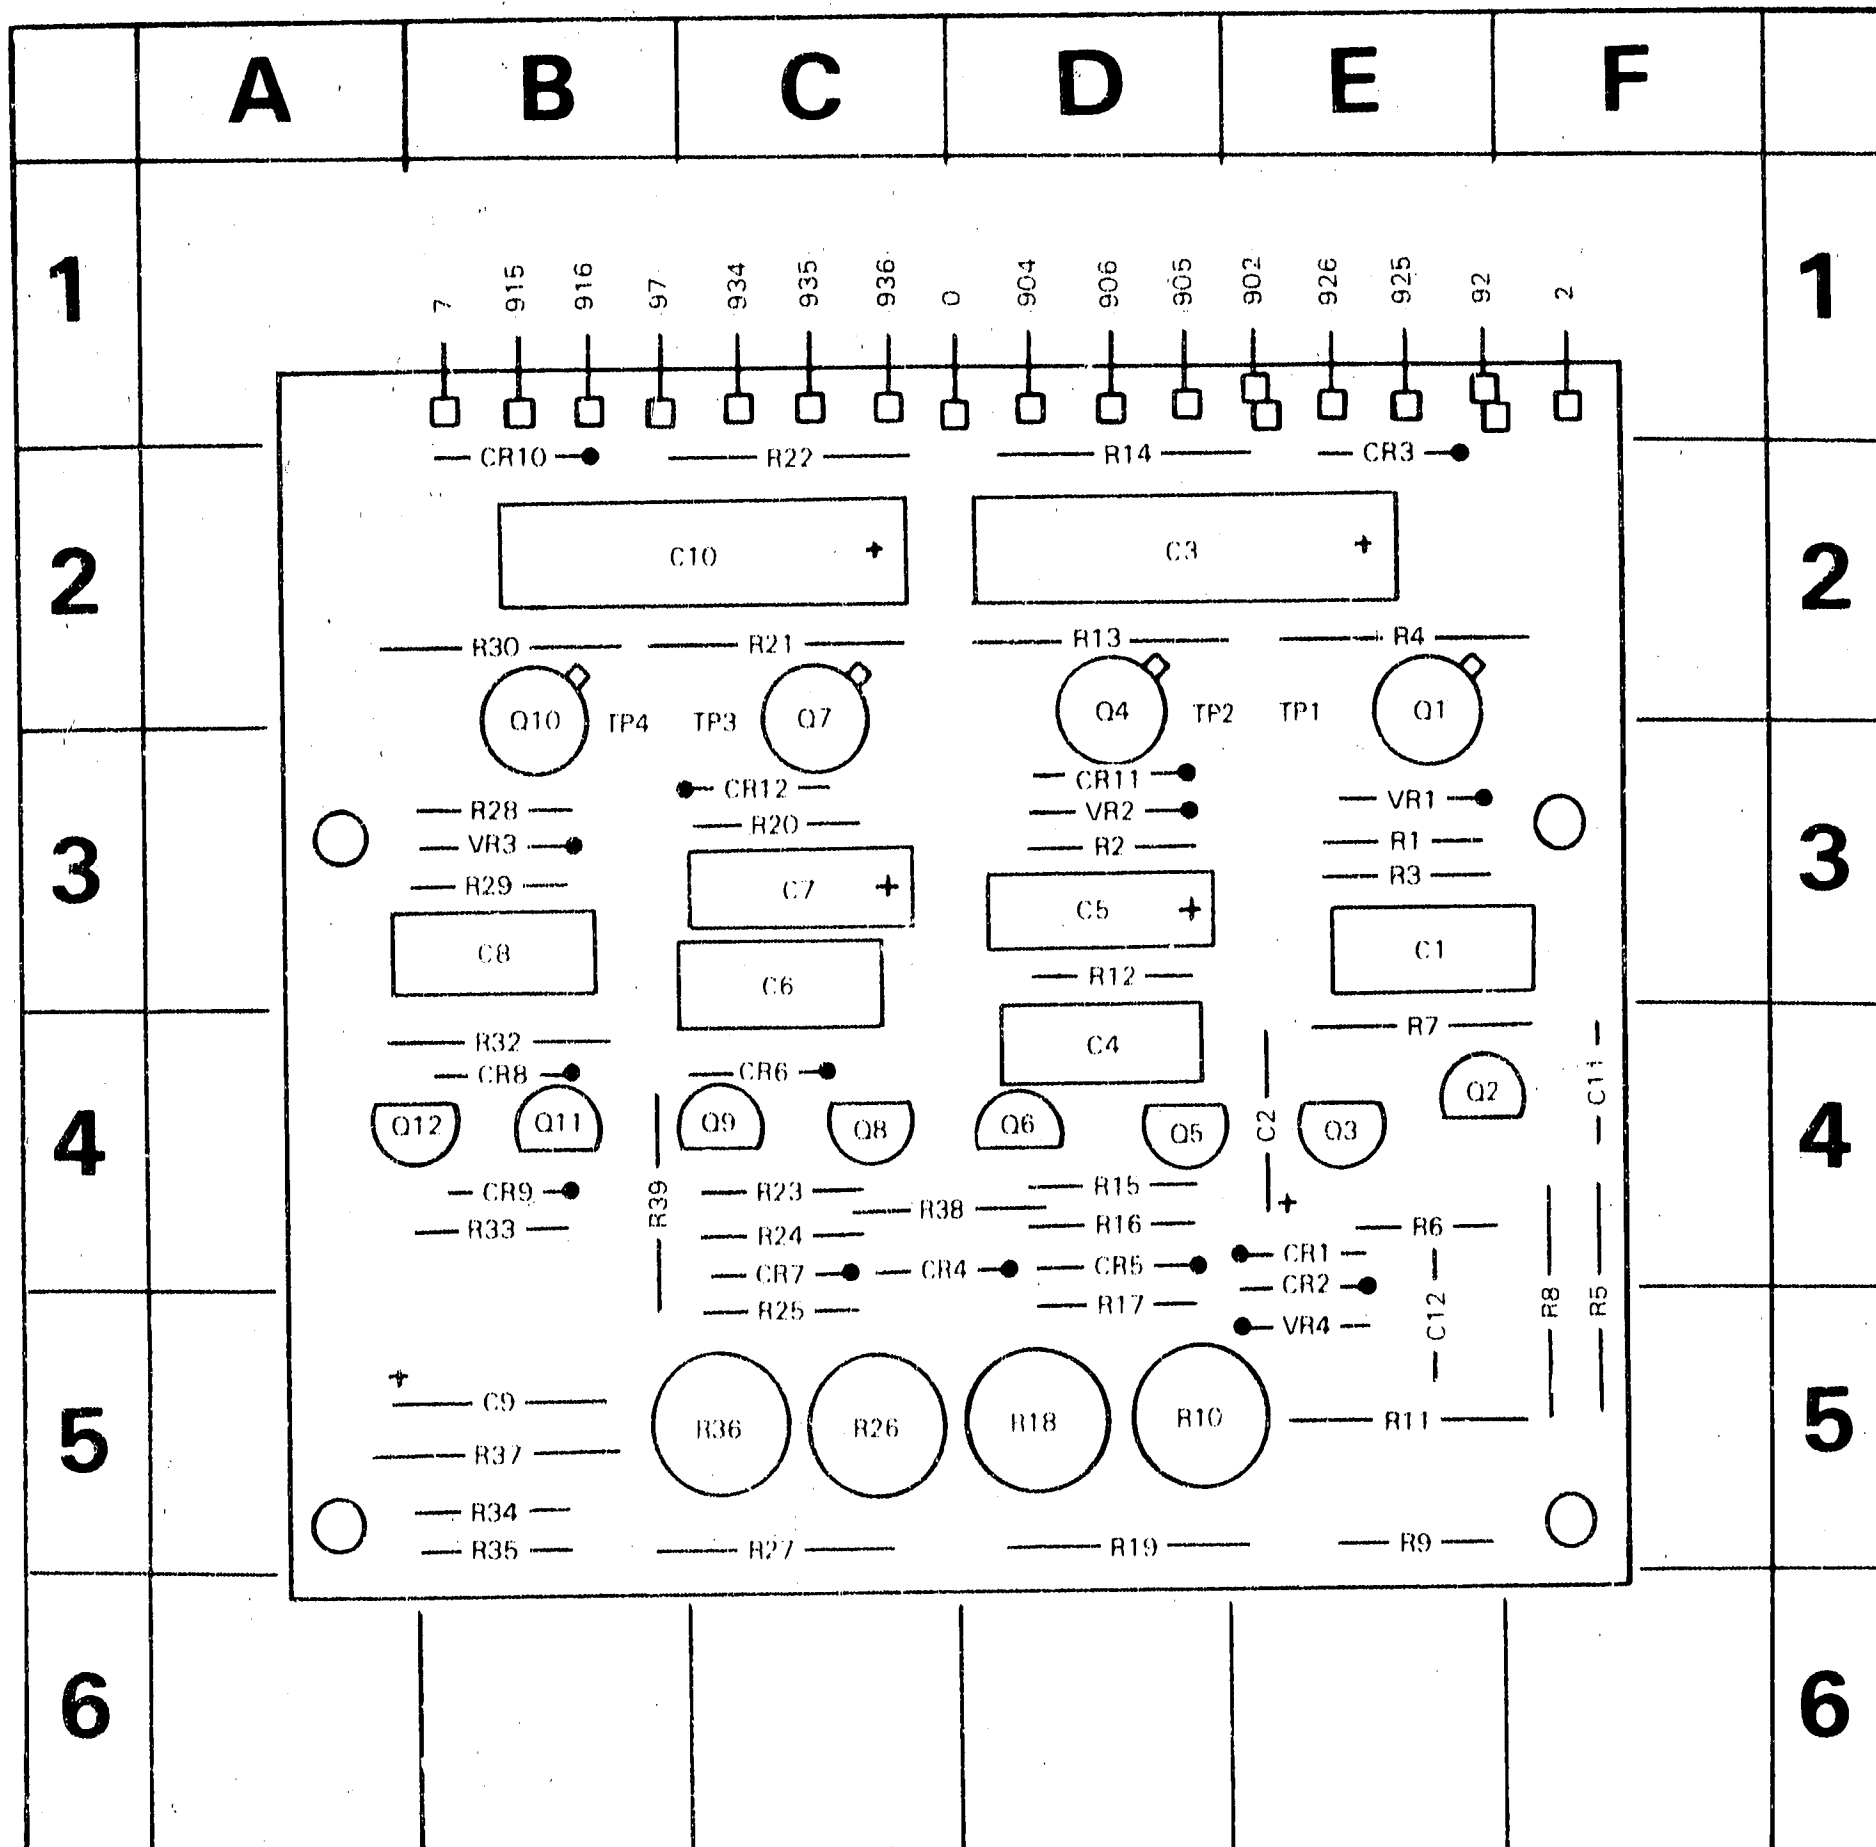 A B C D E F
1 1
7 915 916 97 934 935 936 0 904 906 905 902 926 925 92 2
CR10 R22 R14 CR3
2 2
C10 + C3 +
R30 R21 R13 R4
Q10 TP4 TP3 Q7 Q4 TP2 TP1 Q1
CR12 CR11
R28 VR2 VR1
R20
3 3
VR3 R2 R1
R29 C7 + C5 + R3
C8 C6 R12 C1
R32 C4 R7
CR8 CR6 C11
Q12 Q11 Q9 Q8 Q6 Q5 C2 Q3 Q2
4 4
CR9 R39 R23 R38 R15 +
R33 R24 R16 R6
CR7 CR4 CR5 CR1
CR2
R25 R17 VR4 C12 R8 R5
+
C9 R36 R26 R18 R10 R11
5 5
R37
R34
R35 R27 R19 R9
6 6